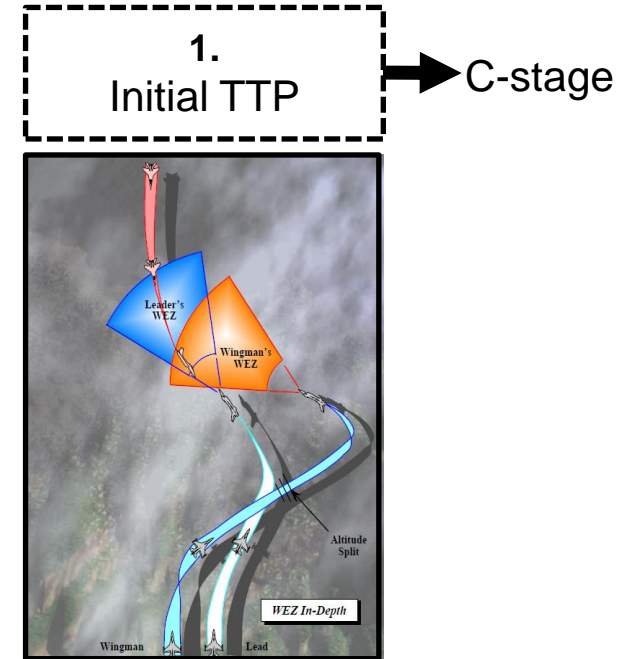 1.
Initial TTP
C-stage
Leader's
WEZ
Wingman's
WEZ
Altitude
Split
WEZ In-Depth
Wingman
Lead